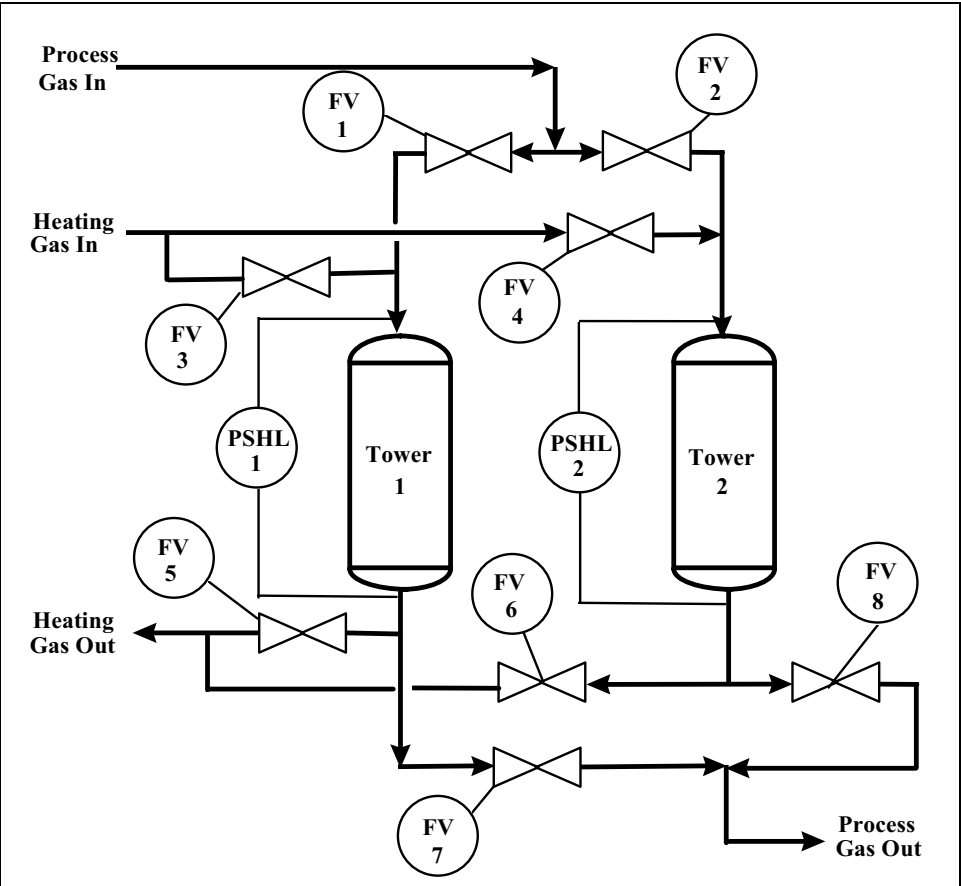 Process
Gas In
FV
1
FV
2
Heating
Gas In
FV
3
FV
4
PSHL
1
Tower
1
PSHL
2
Tower
2
FV
5
FV
6
FV
8
Heating
Gas Out
FV
7
Process
Gas Out